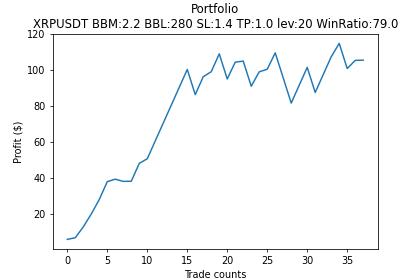 Portfolio
XRPUSDT BBM:2.2 BBL:280 SL:1.4 TP:1.0 lev:20 WinRatio:79.0
120
100
80
60
40
20
Profit ($)
0 5 10 15 20 25 30 35
Trade counts